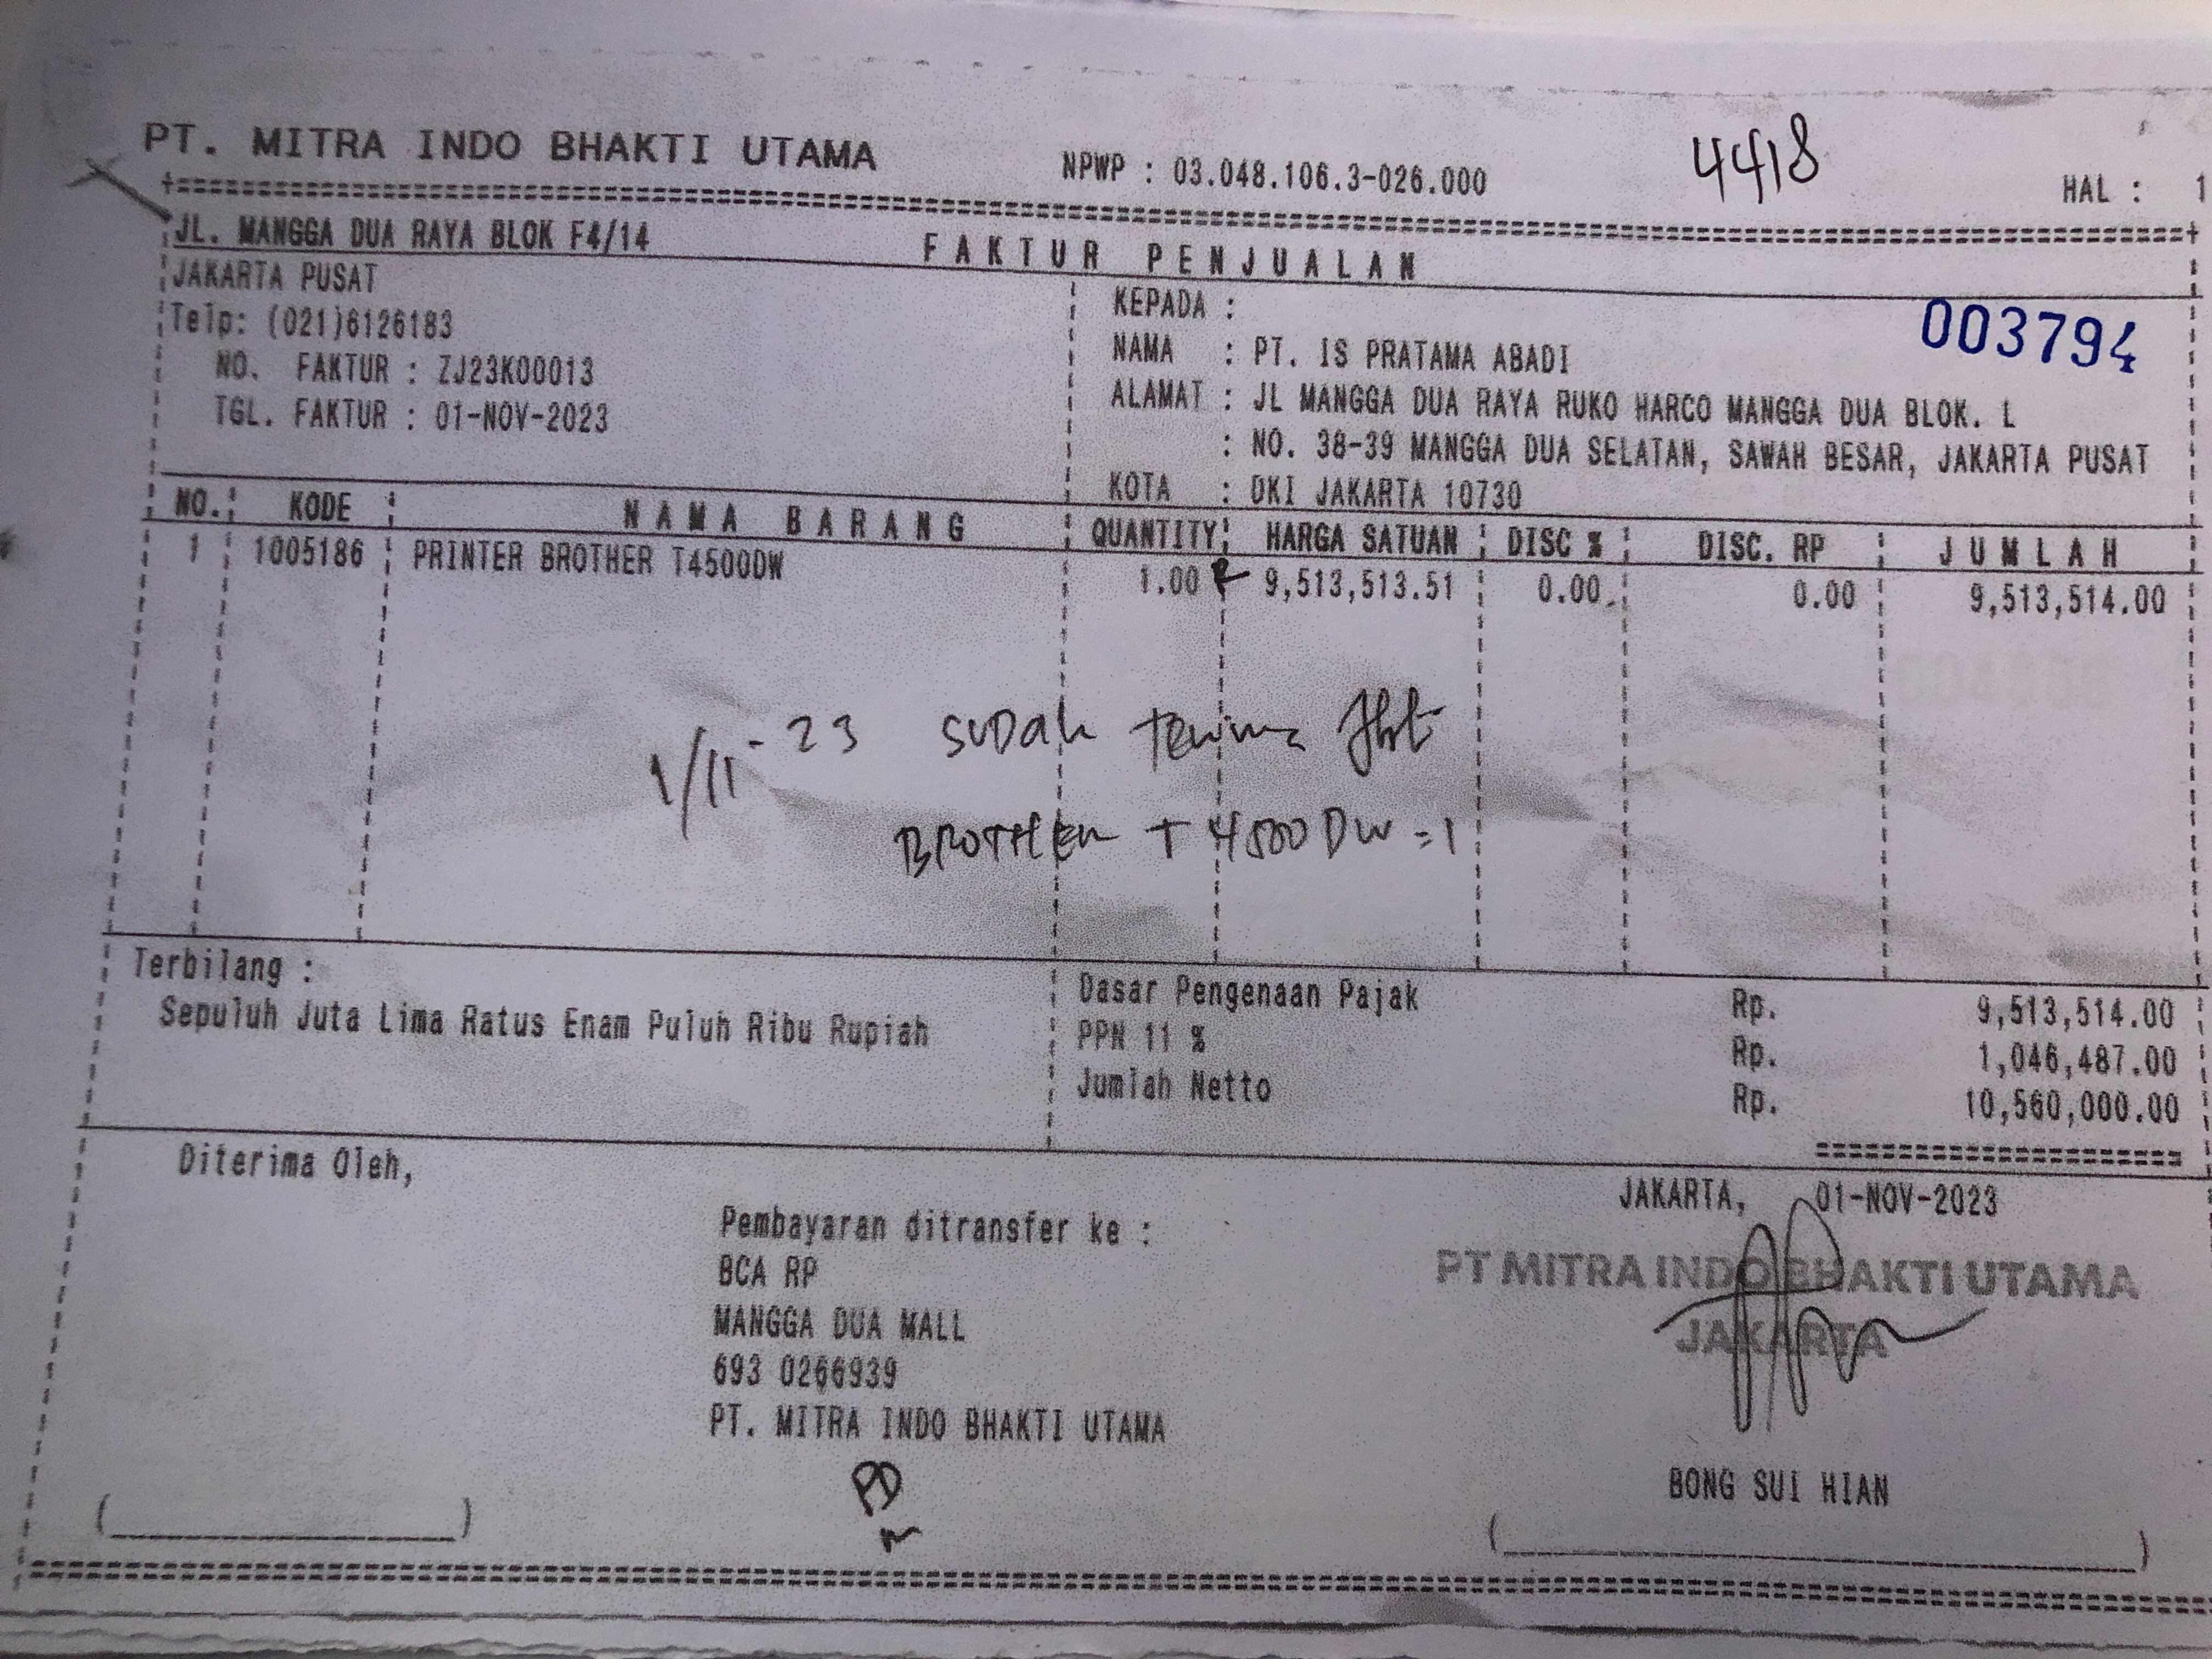 PT. MITRA INDO BHAKTI UTAMA
NPWP : 03.048.106.3-026.000
4418
HAL : 1
JL. MANGGA DUA RAYA BLOK F4/14
FAKTUR PENJUALAN
JAKARTA PUSAT
Telp: (021)6126183
NO. FAKTUR : ZJ23K00013
TGL. FAKTUR : 01-NOV-2023
KEPADA :
003794
NAMA : PT. IS PRATAMA ABADI
ALAMAT : JL MANGGA DUA RAYA RUKO HARCO MANGGA DUA BLOK. L
: NO. 38-39 MANGGA DUA SELATAN, SAWAH BESAR, JAKARTA PUSAT
KOTA : DKI JAKARTA 10730
NO. KODE NAMA BARANG QUANTITY HARGA SATUAN DISC % DISC. RP JUMLAH
1 1005186 PRINTER BROTHER T4500DW 1.00 9,513,513.51 0.00 0.00 9,513,514.00
1/11-23 SUDAH Terima
BROTHER T4500DW = 1
Terbilang :
Sepuluh Juta Lima Ratus Enam Puluh Ribu Rupiah
Dasar Pengenaan Pajak Rp. 9,513,514.00
PPN 11 % Rp. 1,046,487.00
Jumlah Netto Rp. 10,560,000.00
Diterima Oleh,
Pembayaran ditransfer ke :
BCA RP
MANGGA DUA MALL
693 0266939
PT. MITRA INDO BHAKTI UTAMA
JAKARTA, 01-NOV-2023
PT MITRA INDO BHAKTI UTAMA
JAKARTA
BONG SUI HIAN